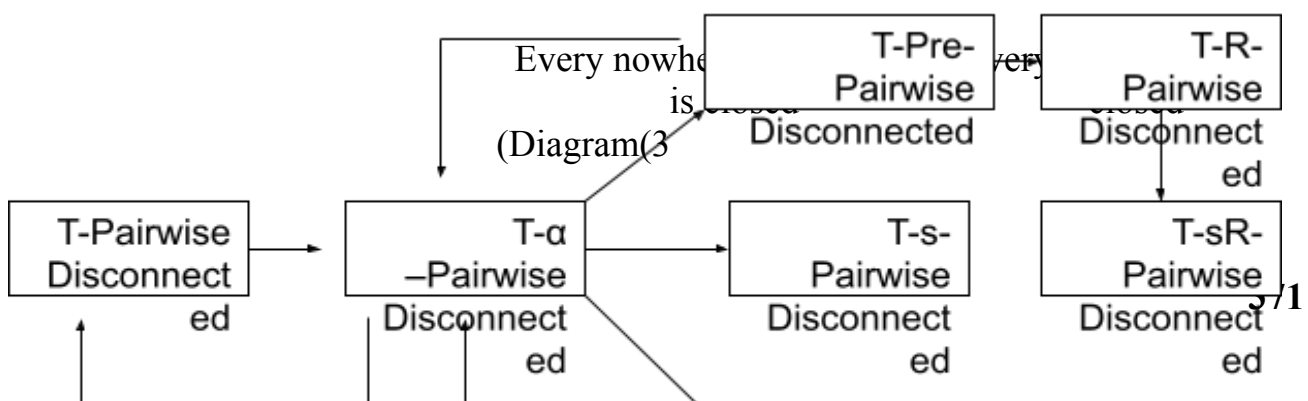 T-Pre-
Pairwise
Disconnected
T-R-
Pairwise
Disconnect
ed
Every
is closed
closed
(Diagram(3
T-Pairwise
Disconnect
ed
T-α
–Pairwise
Disconnect
ed
T-s-
Pairwise
Disconnect
ed
T-sR-
Pairwise
Disconnect
ed